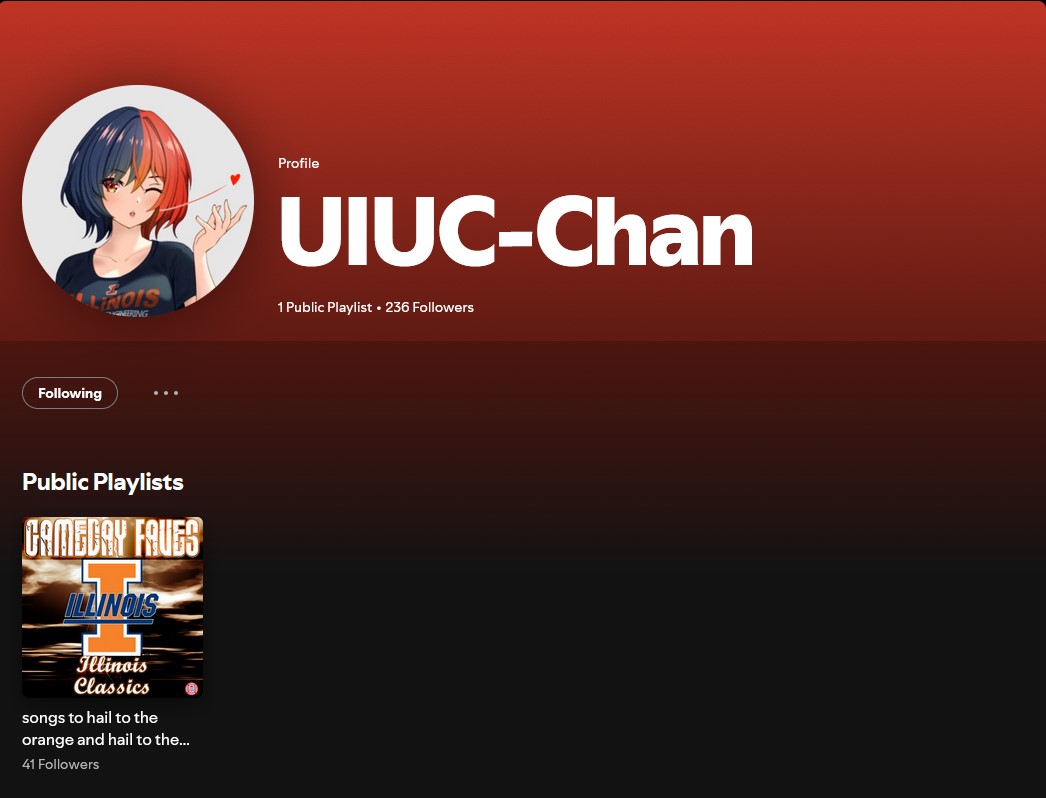 ILLINOIS
ENGINEERING
Profile
UIUC-Chan
1 Public Playlist • 236 Followers
Following
Public Playlists
GAMEDAY FAVES
ILLINOIS
Illinois
Classics
songs to hail to the
orange and hail to the...
41 Followers